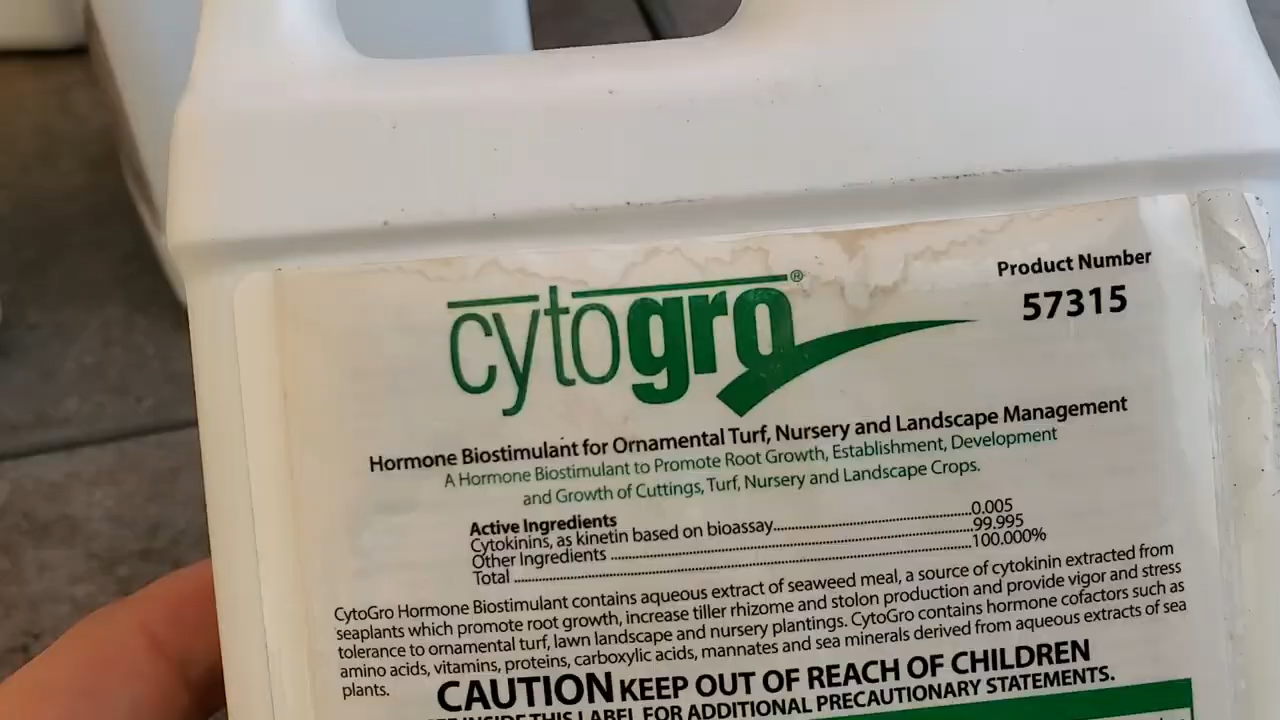 cytogro®
Product Number
57315
Hormone Biostimulant for Ornamental Turf, Nursery and Landscape Management
A Hormone Biostimulant to Promote Root Growth, Establishment, Development
and Growth of Cuttings, Turf, Nursery and Landscape Crops.
Active Ingredients
Cytokinins, as kinetin based on bioassay..........0.005
Other Ingredients..........99.995
Total..........100.000%
CytoGro Hormone Biostimulant contains aqueous extract of seaweed meal, a source of cytokinin extracted from
seaplants which promote root growth, increase tiller rhizome and stolon production and provide vigor and stress
tolerance to ornamental turf, lawn landscape and nursery plantings. CytoGro contains hormone cofactors such as
amino acids, vitamins, proteins, carboxylic acids, mannates and sea minerals derived from aqueous extracts of sea
plants.
CAUTION KEEP OUT OF REACH OF CHILDREN
INSIDE THIS LABEL FOR ADDITIONAL PRECAUTIONARY STATEMENTS.